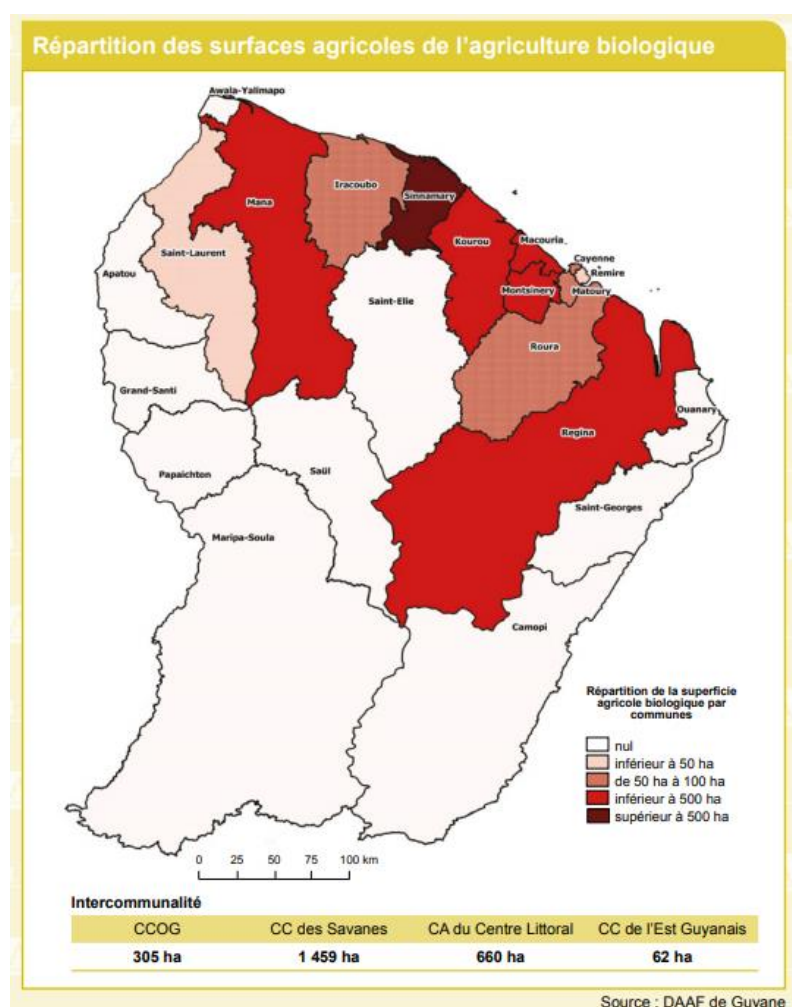 Répartition des surfaces agricoles de l'agriculture biologique
Awala-Yalimapo
Iracoubo
Sinnamary
Mana
Kourou
Macouria
Saint-Laurent
Cayenne
Remire
Apatou
Montsinery
Matoury
Saint-Elie
Roura
Grand-Santi
Ouanary
Regina
Papaichton
Saül
Saint-Georges
Maripa-Soula
Camopi
Répartition de la superficie
agricole biologique par
communes
nul
inférieur à 50 ha
de 50 ha à 100 ha
inférieur à 500 ha
supérieur à 500 ha
0 25 50 75 100 km
Intercommunalité
CCOG CC des Savanes CA du Centre Littoral CC de l'Est Guyanais
305 ha 1 459 ha 660 ha 62 ha
Source : DAAF de Guyane